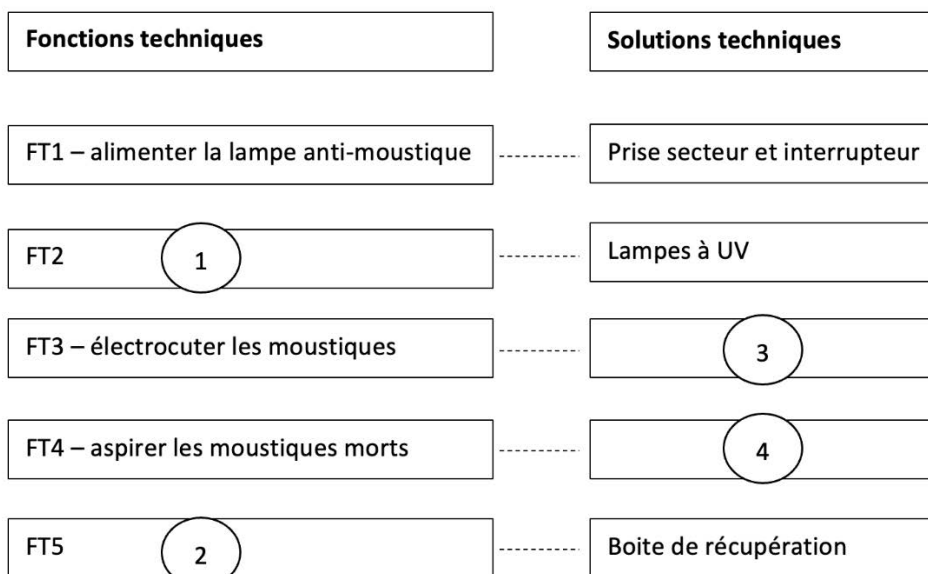 Fonctions techniques
Solutions techniques
FT1 – alimenter la lampe anti-moustique
Prise secteur et interrupteur
FT2
1
Lampes à UV
FT3 – électrocuter les moustiques
3
FT4 – aspirer les moustiques morts
4
FT5
2
Boite de récupération